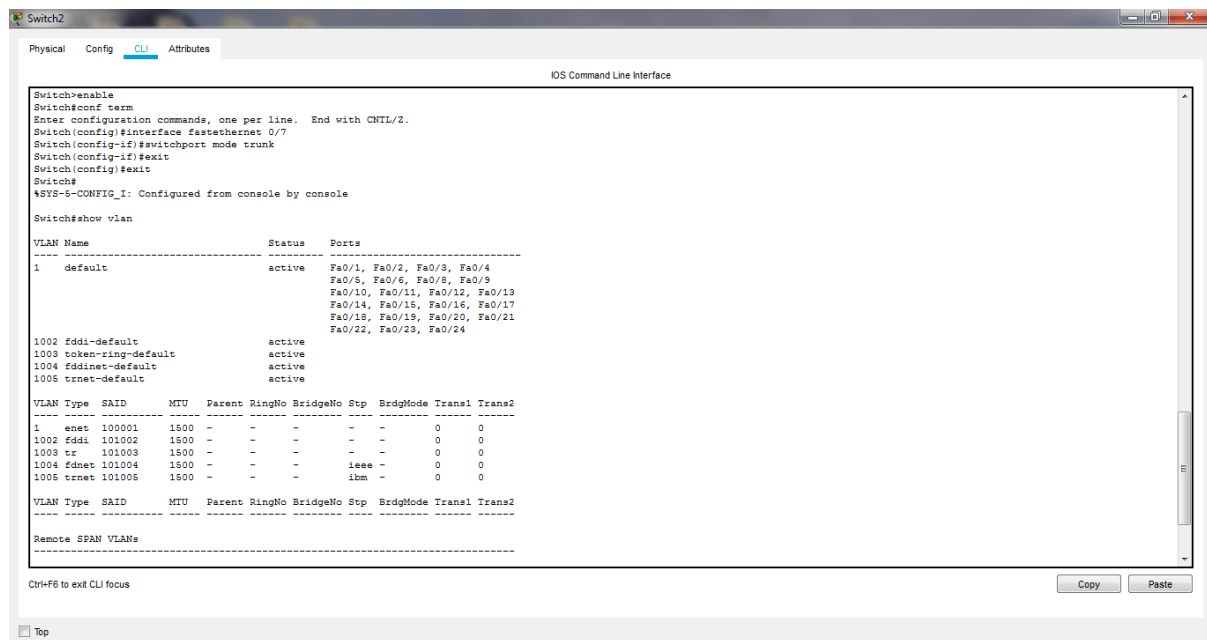 Switch2
Physical Config CLI Attributes
IOS Command Line Interface
Switch>enable
Switch#conf term
Enter configuration commands, one per line.  End with CNTL/Z.
Switch(config)#interface fastethernet 0/7
Switch(config-if)#switchport mode trunk
Switch(config-if)#exit
Switch(config)#exit
Switch#
%SYS-5-CONFIG_I: Configured from console by console
Switch#show vlan
VLAN Name                             Status    Ports
---- -------------------------------- --------- -------------------------------
1    default                          active    Fa0/1, Fa0/2, Fa0/3, Fa0/4
                                                Fa0/5, Fa0/6, Fa0/8, Fa0/9
                                                Fa0/10, Fa0/11, Fa0/12, Fa0/13
                                                Fa0/14, Fa0/15, Fa0/16, Fa0/17
                                                Fa0/18, Fa0/19, Fa0/20, Fa0/21
                                                Fa0/22, Fa0/23, Fa0/24
1002 fddi-default                     active
1003 token-ring-default               active
1004 fddinet-default                  active
1005 trnet-default                    active
VLAN Type  SAID       MTU   Parent RingNo BridgeNo Stp  BrdgMode Trans1 Trans2
---- ----- ---------- ----- ------ ------ -------- ---- -------- ------ ------
1    enet  100001     1500  -      -      -        -    -        0      0
1002 fddi  101002     1500  -      -      -        -    -        0      0
1003 tr    101003     1500  -      -      -        -    -        0      0
1004 fdnet 101004     1500  -      -      -        ieee -        0      0
1005 trnet 101005     1500  -      -      -        ibm  -        0      0
VLAN Type  SAID       MTU   Parent RingNo BridgeNo Stp  BrdgMode Trans1 Trans2
---- ----- ---------- ----- ------ ------ -------- ---- -------- ------ ------
Remote SPAN VLANs
------------------------------------------------------------------------------
Ctrl+F6 to exit CLI focus Copy Paste
Top